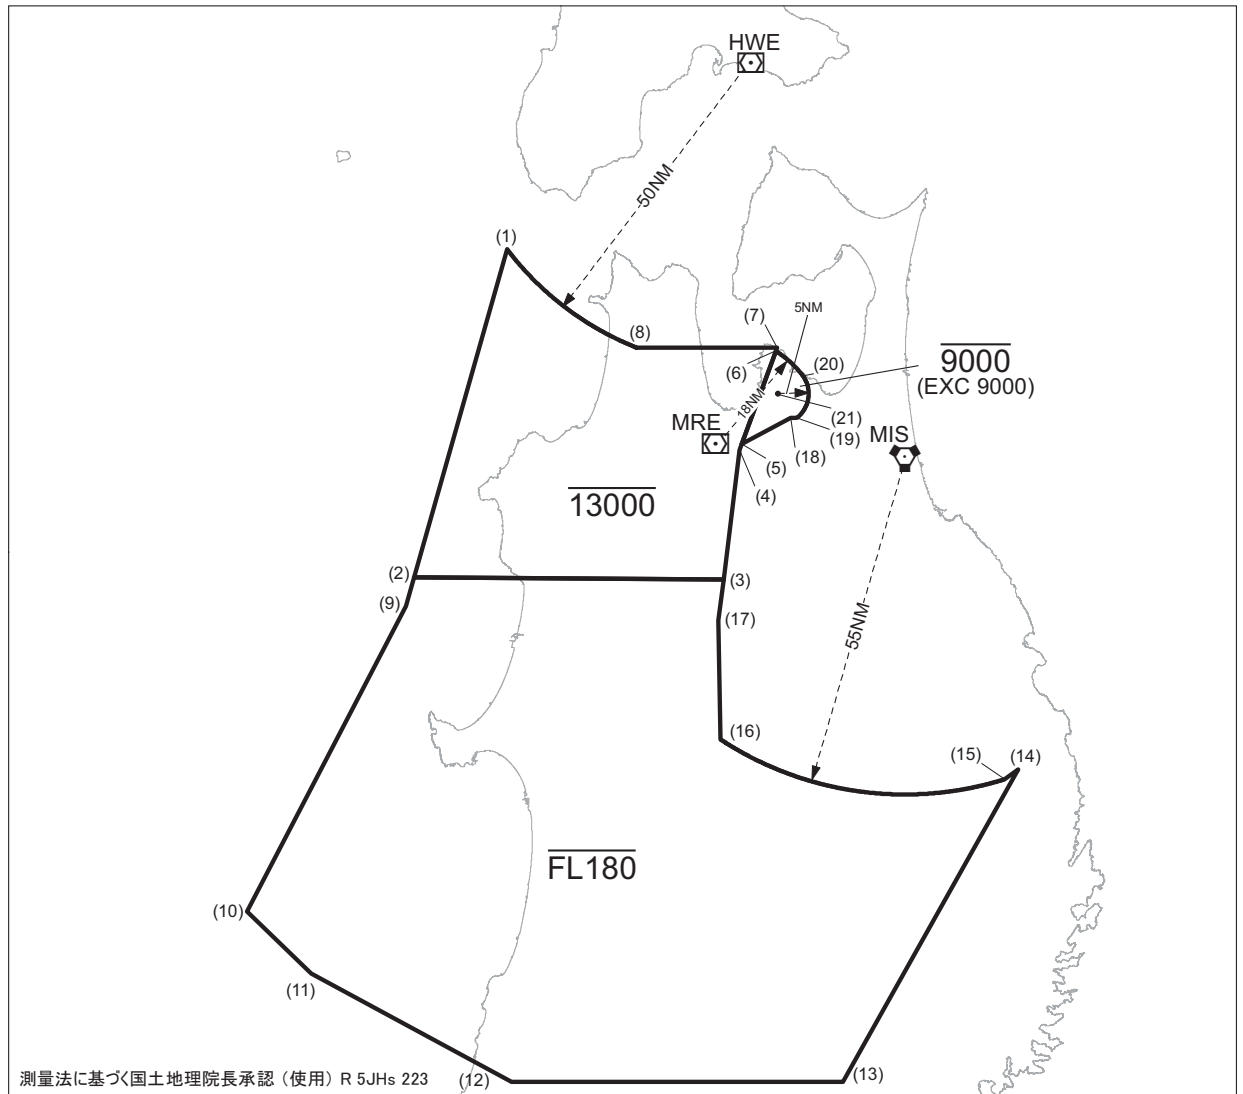 HWE
50NM
(1)
(7)
5NM
(8)
(6)
(20)
9000
(EXC 9000)
18NM
MRE
(21)
(19)
(18)
MIS
(5)
(4)
13000
(2)
(3)
(9)
(17)
55NM
(16)
(15)
(14)
FL180
(10)
(11)
(12)
(13)
測量法に基づく国土地理院長承認（使用）R 5JHs 223